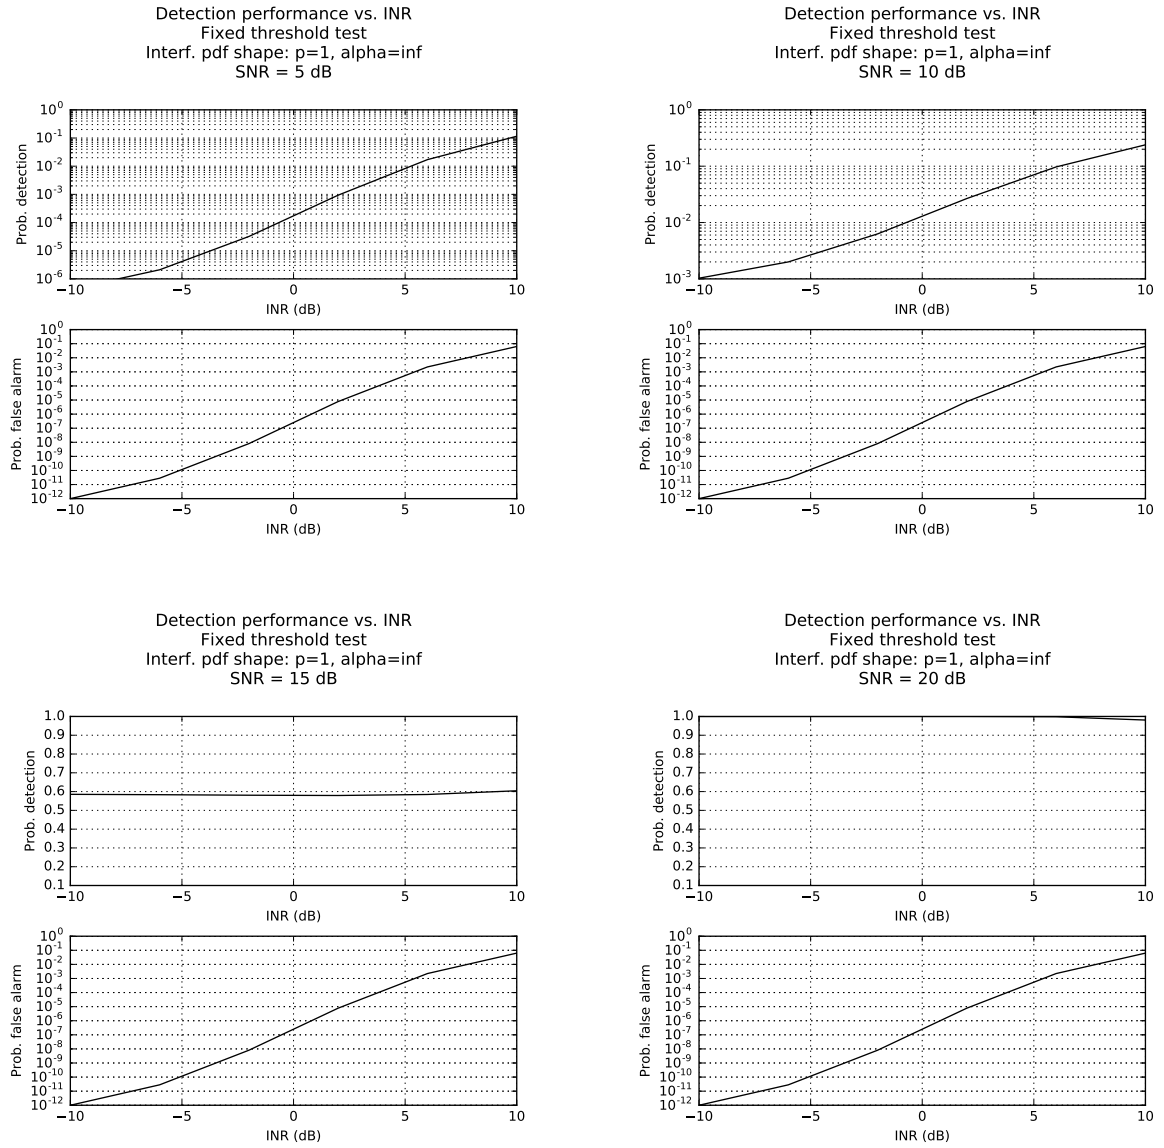 Detection performance vs. INR
Fixed threshold test
Interf. pdf shape: p=1, alpha=inf
SNR = 5 dB
10^0
10^-1
10^-2
10^-3
10^-4
10^-5
10^-6
Prob. detection
−10 −5 0 5 10
INR (dB)
10^0
10^-1
10^-2
10^-3
10^-4
10^-5
10^-6
10^-7
10^-8
10^-9
10^-10
10^-11
10^-12
Prob. false alarm
−10 −5 0 5 10
INR (dB)
Detection performance vs. INR
Fixed threshold test
Interf. pdf shape: p=1, alpha=inf
SNR = 10 dB
10^0
10^-1
10^-2
10^-3
Prob. detection
−10 −5 0 5 10
INR (dB)
10^0
10^-1
10^-2
10^-3
10^-4
10^-5
10^-6
10^-7
10^-8
10^-9
10^-10
10^-11
10^-12
Prob. false alarm
−10 −5 0 5 10
INR (dB)
Detection performance vs. INR
Fixed threshold test
Interf. pdf shape: p=1, alpha=inf
SNR = 15 dB
1.0
0.9
0.8
0.7
0.6
0.5
0.4
0.3
0.2
0.1
Prob. detection
−10 −5 0 5 10
INR (dB)
10^0
10^-1
10^-2
10^-3
10^-4
10^-5
10^-6
10^-7
10^-8
10^-9
10^-10
10^-11
10^-12
Prob. false alarm
−10 −5 0 5 10
INR (dB)
Detection performance vs. INR
Fixed threshold test
Interf. pdf shape: p=1, alpha=inf
SNR = 20 dB
1.0
0.9
0.8
0.7
0.6
0.5
0.4
0.3
0.2
0.1
Prob. detection
−10 −5 0 5 10
INR (dB)
10^0
10^-1
10^-2
10^-3
10^-4
10^-5
10^-6
10^-7
10^-8
10^-9
10^-10
10^-11
10^-12
Prob. false alarm
−10 −5 0 5 10
INR (dB)